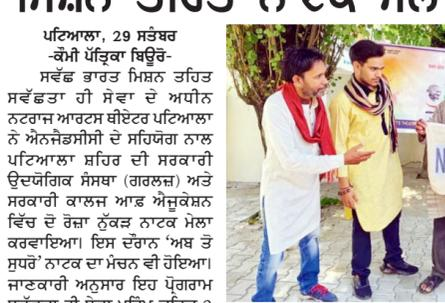 ਪਟਿਆਲਾ, 29 ਸਤੰਬਰ
-ਕੌਮੀ ਪੱਤ੍ਰਿਕਾ ਬਿਊਰੋ-
ਸਵੱਛ ਭਾਰਤ ਮਿਸ਼ਨ ਤਹਿਤ
ਸਵੱਛਤਾ ਹੀ ਸੇਵਾ ਦੇ ਅਧੀਨ
ਨਟਰਾਜ ਆਰਟਸ ਥੀਏਟਰ ਪਟਿਆਲਾ
ਨੇ ਐਨਜੈਡਸੀਸੀ ਦੇ ਸਹਿਯੋਗ ਨਾਲ
ਪਟਿਆਲਾ ਸ਼ਹਿਰ ਦੀ ਸਰਕਾਰੀ
ਉਦਯੋਗਿਕ ਸੰਸਥਾ (ਗਰਲਜ਼) ਅਤੇ
ਸਰਕਾਰੀ ਕਾਲਜ ਆਫ਼ ਐਜੂਕੇਸ਼ਨ
ਵਿੱਚ ਦੋ ਰੋਜ਼ਾ ਨੁੱਕੜ ਨਾਟਕ ਮੇਲਾ
ਕਰਵਾਇਆ। ਇਸ ਦੌਰਾਨ 'ਅਬ ਤੋ
ਸੁਧਰੋ' ਨਾਟਕ ਦਾ ਮੰਚਨ ਵੀ ਹੋਇਆ।
ਜਾਣਕਾਰੀ ਅਨੁਸਾਰ ਇਹ ਪ੍ਰੋਗਰਾਮ